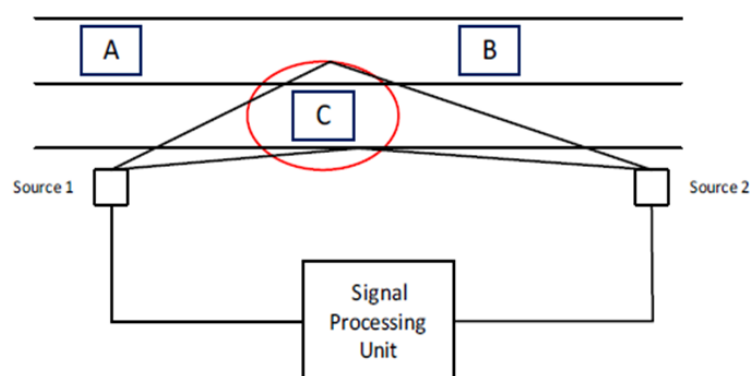 A
B
C
Source 1
Source 2
Signal
Processing
Unit